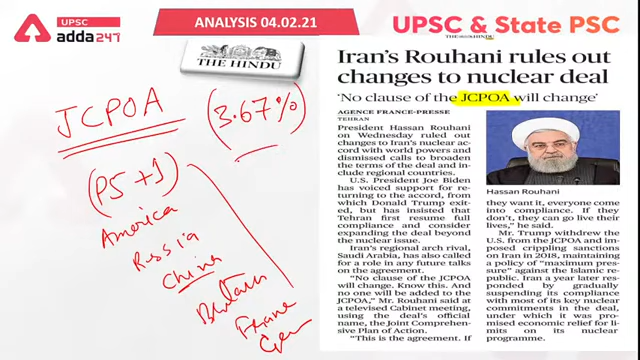 UPSC
adda 247
ANALYSIS 04.02.21
UPSC & State PSC
THE HINDU
THE HINDU
Iran's Rouhani rules out
changes to nuclear deal
'No clause of the JCPOA will change'
AGENCE FRANCE-PRESSE
TEHRAN
President Hassan Rouhani
on Wednesday ruled out
changes to Iran's nuclear
accord with world powers and
dismissed calls to broaden
the terms of the deal and in-
clude regional countries.
U.S. President Joe Biden
has voiced support for re-
turning to the accord, from
which Donald Trump exit-
ed, but has insisted that
Tehran first resume full
compliance and consider
expanding the deal beyond
the nuclear issue.
Iran's regional arch rival,
Saudi Arabia, has also called
for a role in any future talks
on the agreement.
"No clause of the JCPOA
will change. Know this. And
no one will be added to the
JCPOA," Mr. Rouhani said at
a televised Cabinet meeting,
using the deal's official
name, the Joint Comprehen-
sive Plan of Action.
"This is the agreement. If
Hassan Rouhani
they want it, everyone come
into compliance. If they
don't, they can go live their
lives," he said.
Mr. Trump withdrew the
U.S. from the JCPOA and im-
posed crippling sanctions
on Iran in 2018, maintaining
a policy of "maximum pres-
sure" against the Islamic re-
public. Iran a year later res-
ponded by gradually
suspending its compliance
with most of its key nuclear
commitments in the deal,
under which it was pro-
mised economic relief for li-
mits on its nuclear
programme.
JCPOA
(3.67%)
(P5+1)
America
Russia
China
Britain
France
Ger